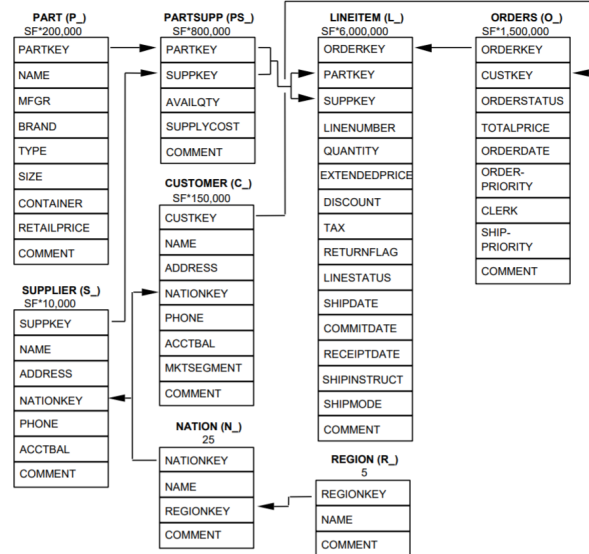 PART (P_)
SF*200,000
PARTKEY
NAME
MFGR
BRAND
TYPE
SIZE
CONTAINER
RETAILPRICE
COMMENT
SUPPLIER (S_)
SF*10,000
SUPPKEY
NAME
ADDRESS
NATIONKEY
PHONE
ACCTBAL
COMMENT
PARTSUPP (PS_)
SF*800,000
PARTKEY
SUPPKEY
AVAILQTY
SUPPLYCOST
COMMENT
CUSTOMER (C_)
SF*150,000
CUSTKEY
NAME
ADDRESS
NATIONKEY
PHONE
ACCTBAL
MKTSEGMENT
COMMENT
NATION (N_)
25
NATIONKEY
NAME
REGIONKEY
COMMENT
LINEITEM (L_)
SF*6,000,000
ORDERKEY
PARTKEY
SUPPKEY
LINENUMBER
QUANTITY
EXTENDEDPRICE
DISCOUNT
TAX
RETURNFLAG
LINESTATUS
SHIPDATE
COMMITDATE
RECEIPTDATE
SHIPINSTRUCT
SHIPMODE
COMMENT
REGION (R_)
5
REGIONKEY
NAME
COMMENT
ORDERS (O_)
SF*1,500,000
ORDERKEY
CUSTKEY
ORDERSTATUS
TOTALPRICE
ORDERDATE
ORDER-
PRIORITY
CLERK
SHIP-
PRIORITY
COMMENT